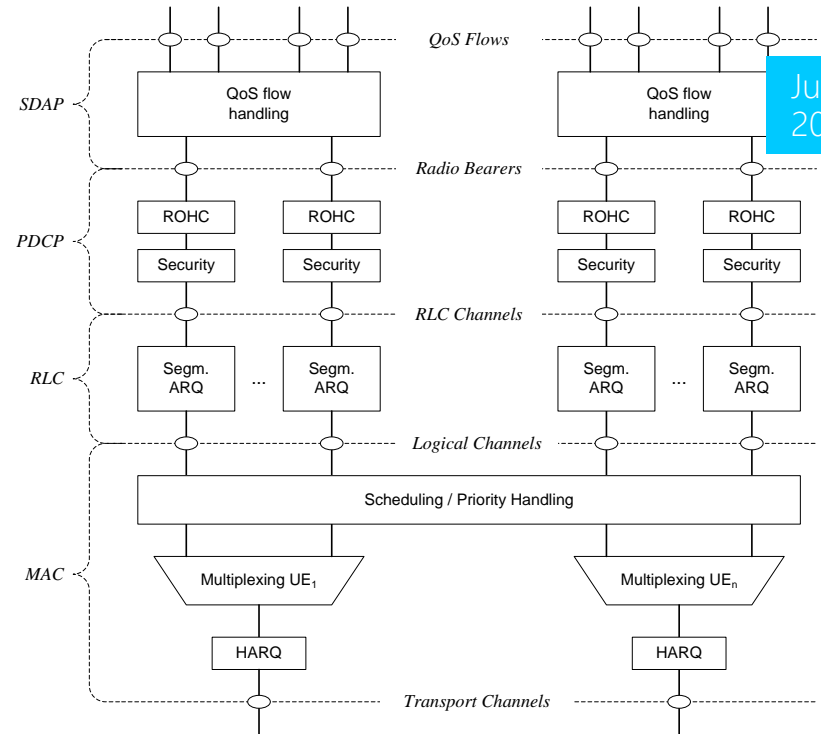 QoS Flows
SDAP
QoS flow
handling
QoS flow
handling
Radio Bearers
PDCP
ROHC
ROHC
ROHC
ROHC
Security
Security
Security
Security
RLC Channels
RLC
Segm.
ARQ
...
Segm.
ARQ
Segm.
ARQ
...
Segm.
ARQ
Logical Channels
MAC
Scheduling / Priority Handling
Multiplexing UE1
Multiplexing UEn
HARQ
HARQ
Transport Channels